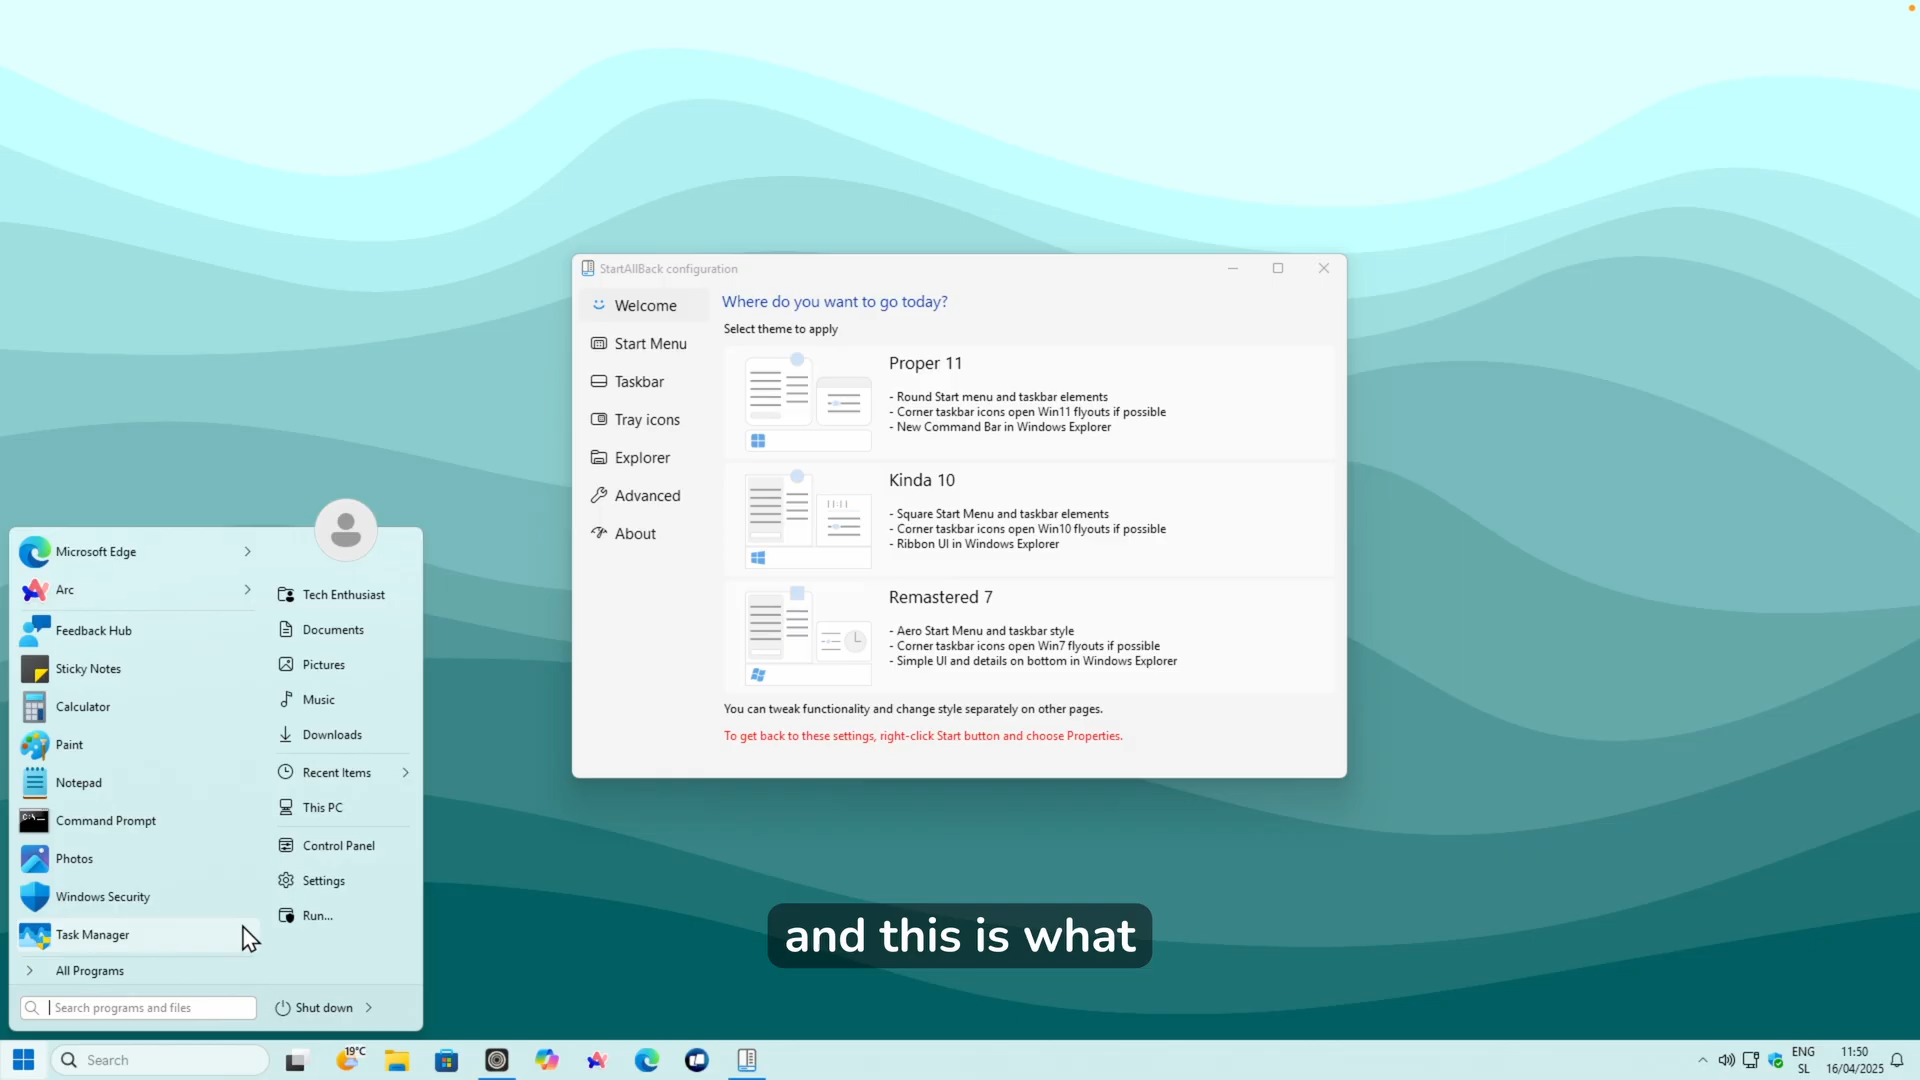 StartAllBack configuration
Welcome
Start Menu
Taskbar
Tray icons
Explorer
Advanced
About
Where do you want to go today?
Select theme to apply
Proper 11
- Round Start menu and taskbar elements
- Corner taskbar icons open Win11 flyouts if possible
- New Command Bar in Windows Explorer
Kinda 10
- Square Start Menu and taskbar elements
- Corner taskbar icons open Win10 flyouts if possible
- Ribbon UI in Windows Explorer
Remastered 7
- Aero Start Menu and taskbar style
- Corner taskbar icons open Win7 flyouts if possible
- Simple UI and details on bottom in Windows Explorer
You can tweak functionality and change style separately on other pages.
To get back to these settings, right-click Start button and choose Properties.
Microsoft Edge
Arc
Feedback Hub
Sticky Notes
Calculator
Paint
Notepad
Command Prompt
Photos
Windows Security
Task Manager
All Programs
Search programs and files
Tech Enthusiast
Documents
Pictures
Music
Downloads
Recent Items
This PC
Control Panel
Settings
Run...
Shut down
and this is what
Search
19°C
ENG
SL
11:50
16/04/2025